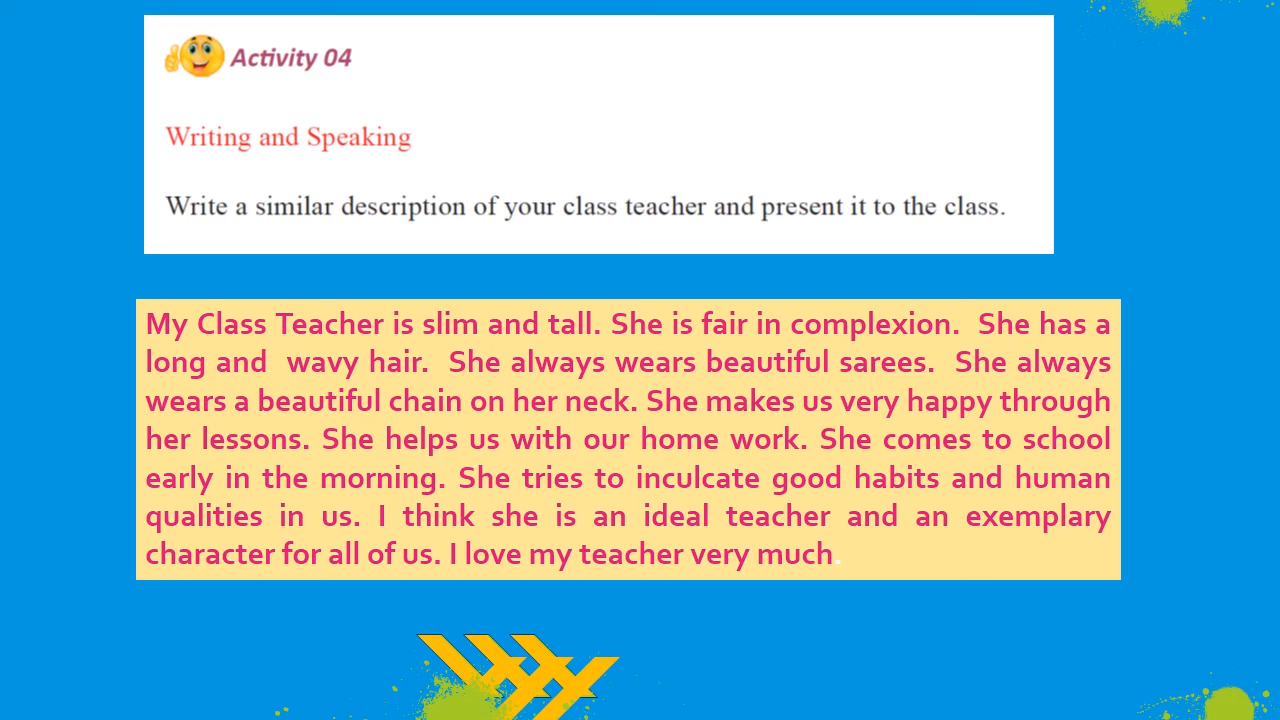 Activity 04
Writing and Speaking
Write a similar description of your class teacher and present it to the class.
My Class Teacher is slim and tall. She is fair in complexion.  She has a
long and  wavy hair.  She always wears beautiful sarees.  She always
wears a beautiful chain on her neck. She makes us very happy through
her lessons. She helps us with our home work. She comes to school
early in the morning. She tries to inculcate good habits and human
qualities in us. I think she is an ideal teacher and an exemplary
character for all of us. I love my teacher very much.